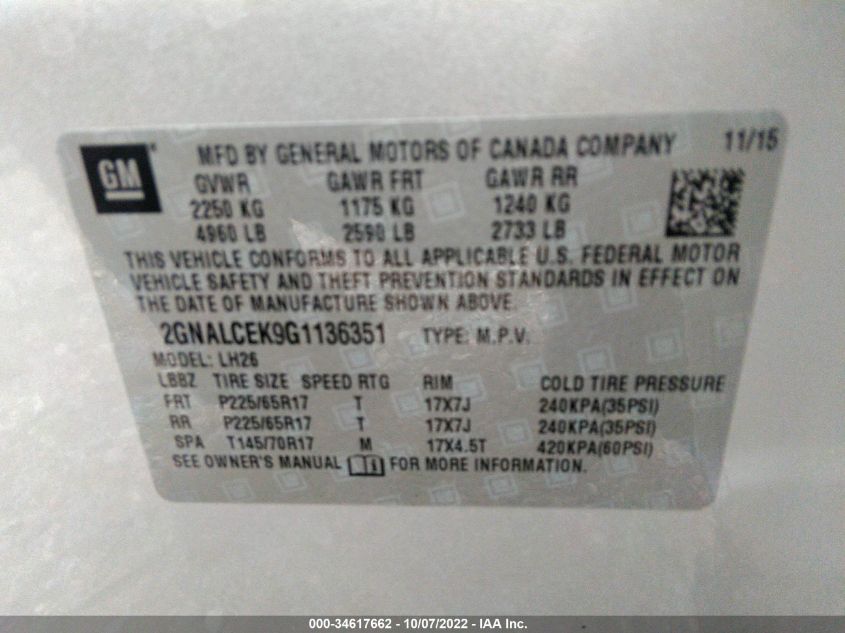 GM MFD BY GENERAL MOTORS OF CANADA COMPANY 11/15
GVWR GAWR FRT GAWR RR
2250 KG 1175 KG 1240 KG
4960 LB 2590 LB 2733 LB
THIS VEHICLE CONFORMS TO ALL APPLICABLE U.S. FEDERAL MOTOR
VEHICLE SAFETY AND THEFT PREVENTION STANDARDS IN EFFECT ON
THE DATE OF MANUFACTURE SHOWN ABOVE.
2GNALCEK9G1136351 TYPE: M.P.V.
MODEL: LH26
LBBZ TIRE SIZE SPEED RTG RIM COLD TIRE PRESSURE
FRT P225/65R17 T 17X7J 240KPA(35PSI)
RR P225/65R17 T 17X7J 240KPA(35PSI)
SPA T145/70R17 M 17X4.5T 420KPA(60PSI)
SEE OWNER'S MANUAL FOR MORE INFORMATION.
000-34617662 - 10/07/2022 - IAA Inc.